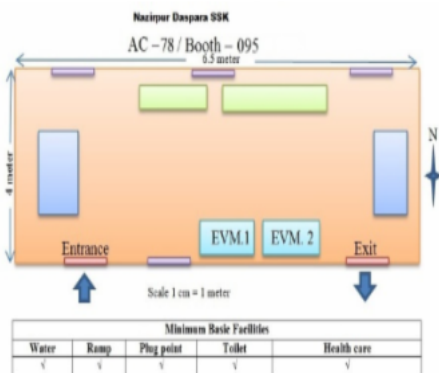 Nazirpur Daspara SSK
AC – 78 / Booth – 095
6.5 meter
4 meter
N
EVM.1 EVM. 2
Entrance Exit
Scale 1 cm = 1 meter
Minimum Basic Facilities
Water Ramp Plug point Toilet Health care
√ √ √ √ √